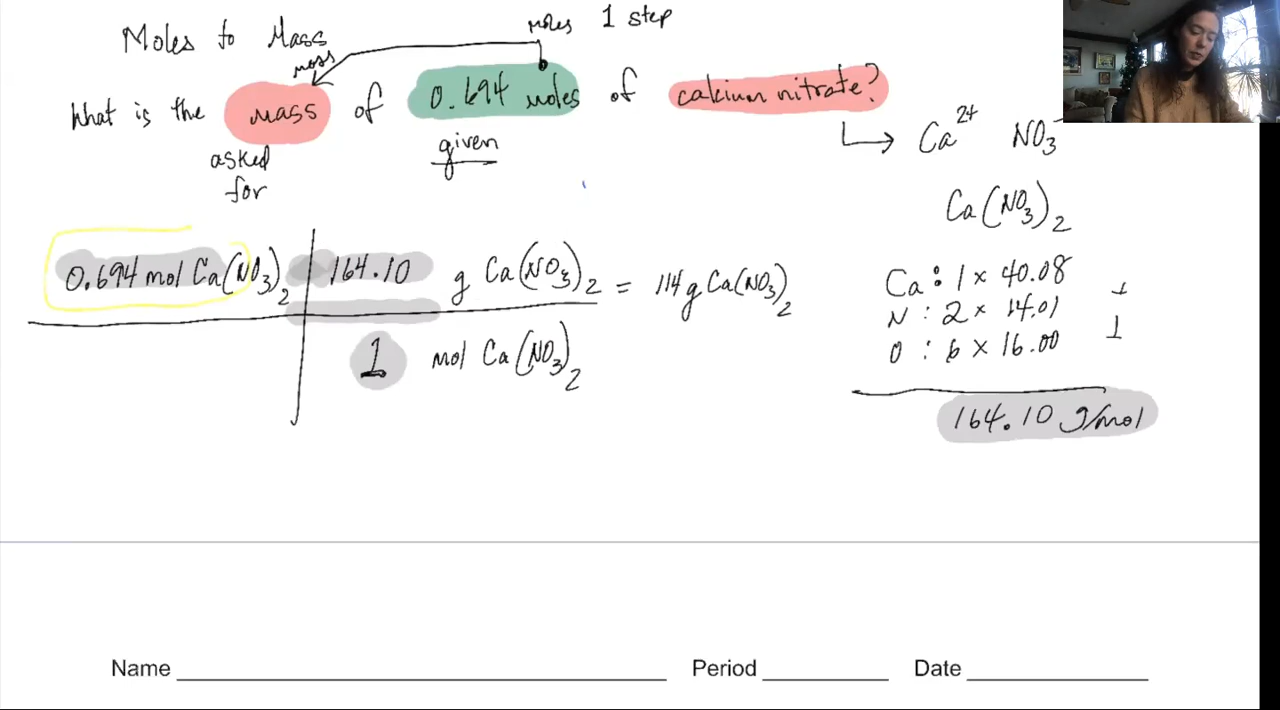 Moles to Mass
moles 1 step
mass
What is the mass of 0.694 moles of calcium nitrate?
asked for
given
Ca²⁺ NO₃⁻
Ca(NO₃)₂
0.694 mol Ca(NO₃)₂ 164.10 g Ca(NO₃)₂ = 114 g Ca(NO₃)₂
1 mol Ca(NO₃)₂
Ca: 1 x 40.08 +
N: 2 x 14.01 +
O: 6 x 16.00
164.10 g/mol
Name Period Date